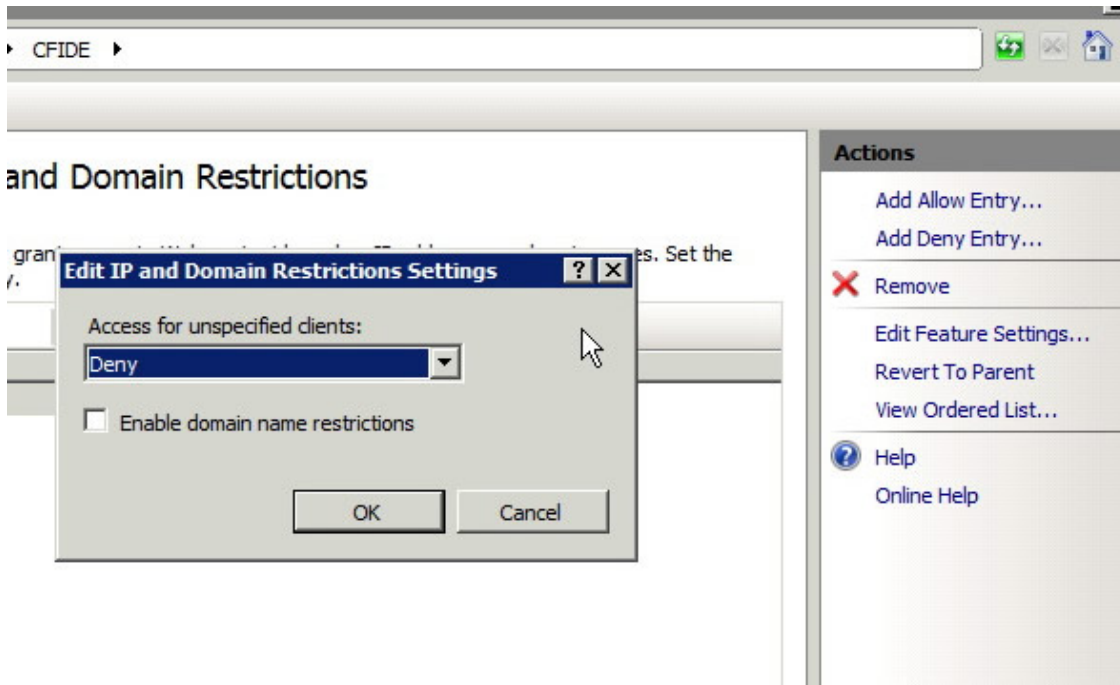 CFIDE
and Domain Restrictions
gran
es. Set the
y.
Edit IP and Domain Restrictions Settings
Access for unspecified clients:
Deny
Enable domain name restrictions
OK Cancel
Actions
Add Allow Entry...
Add Deny Entry...
Remove
Edit Feature Settings...
Revert To Parent
View Ordered List...
Help
Online Help